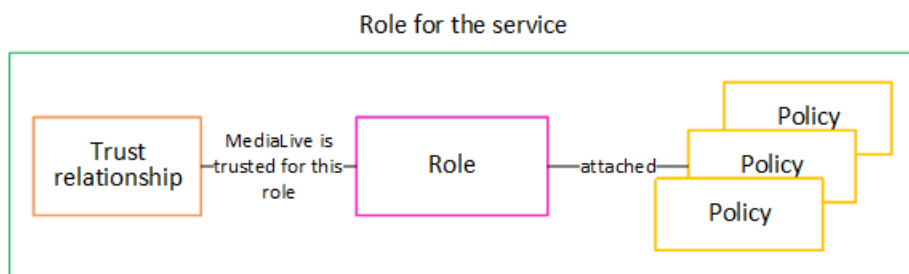 Role for the service
Trust
relationship
MediaLive is
trusted for this
role
Role
attached
Policy
Policy
Policy